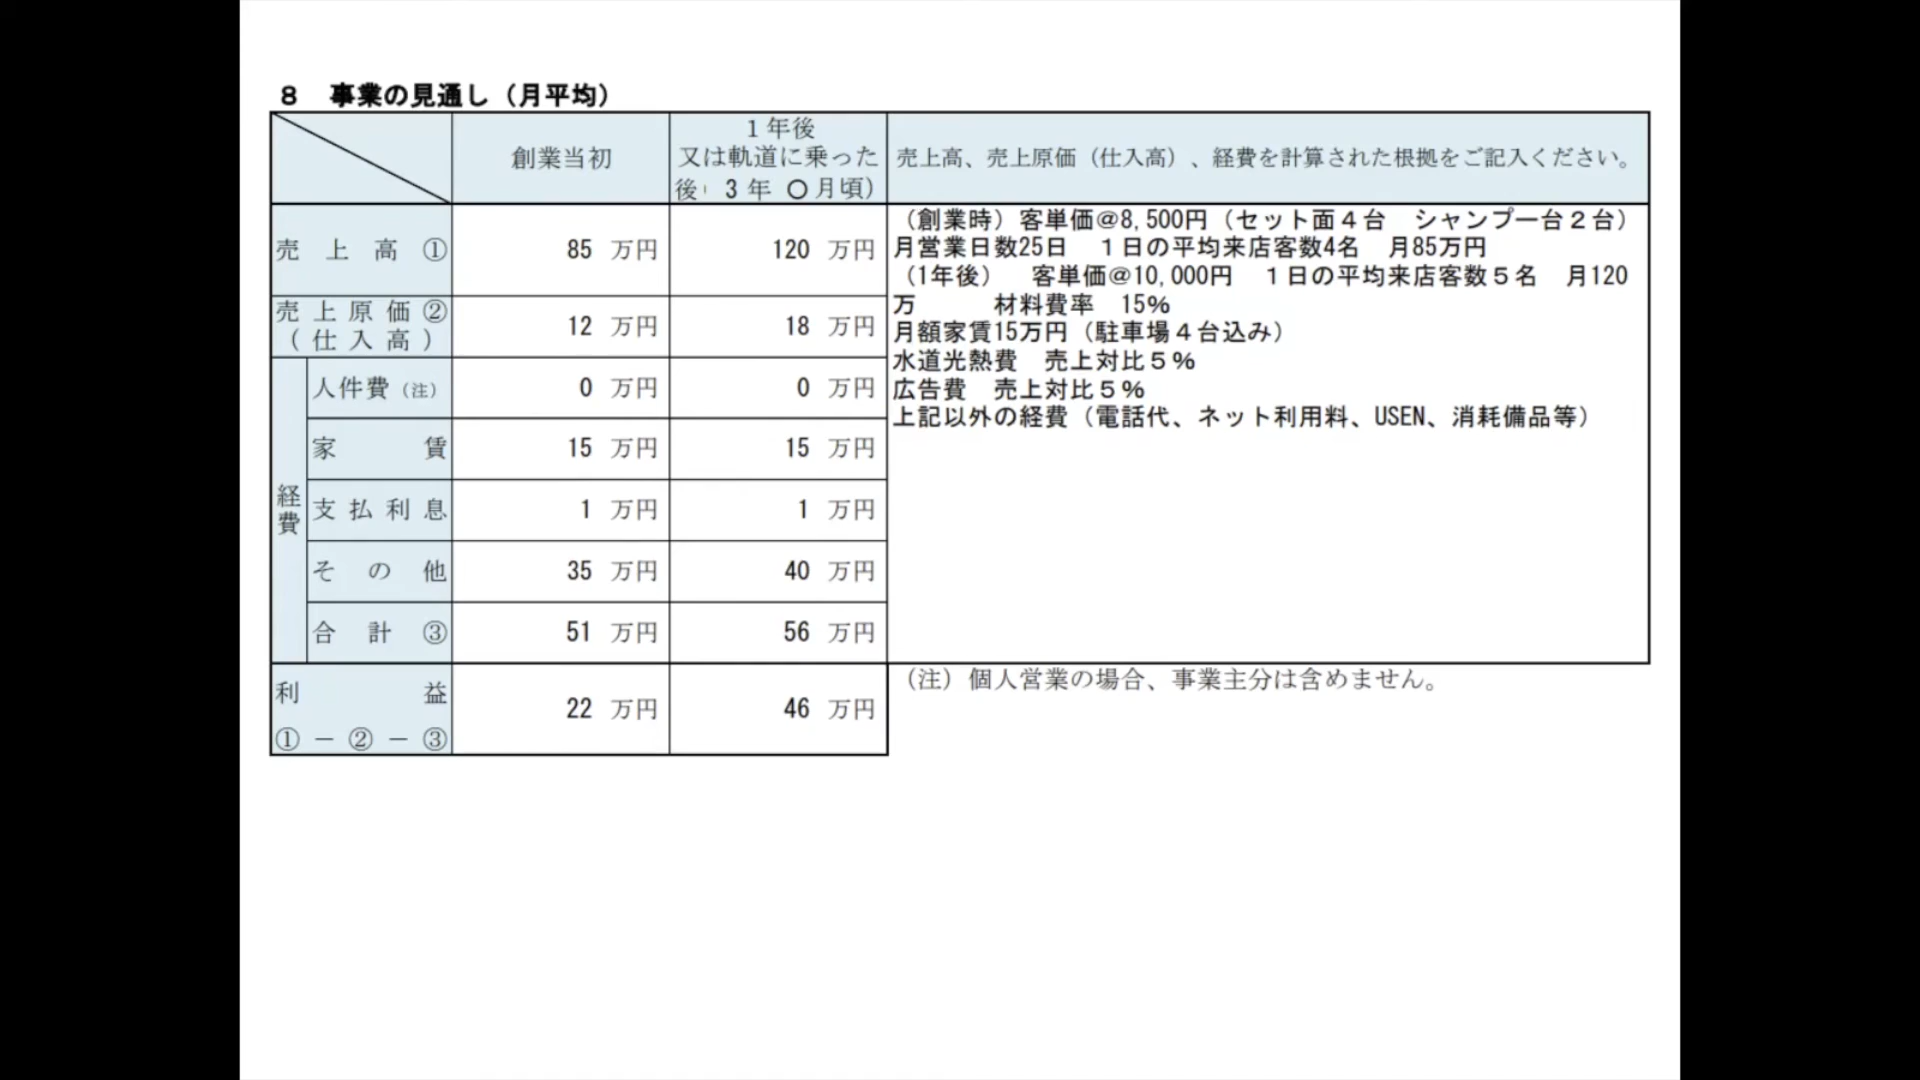 ８　事業の見通し（月平均）
創業当初
１年後
又は軌道に乗った
後（ 3 年 〇月頃）
売上高、売上原価（仕入高）、経費を計算された根拠をご記入ください。
売上高① 85 万円 120 万円
売上原価②
（仕入高） 12 万円 18 万円
経費
人件費（注） 0 万円 0 万円
家賃 15 万円 15 万円
支払利息 1 万円 1 万円
その他 35 万円 40 万円
合計③ 51 万円 56 万円
利益
①－②－③ 22 万円 46 万円
（創業時）客単価＠8,500円（セット面４台　シャンプー台２台）
月営業日数25日　１日の平均来店客数4名　月85万円
（1年後）　客単価＠10,000円　１日の平均来店客数５名　月120
万　　　材料費率　15％
月額家賃15万円（駐車場４台込み）
水道光熱費　売上対比５％
広告費　売上対比５％
上記以外の経費（電話代、ネット利用料、USEN、消耗備品等）
（注）個人営業の場合、事業主分は含めません。